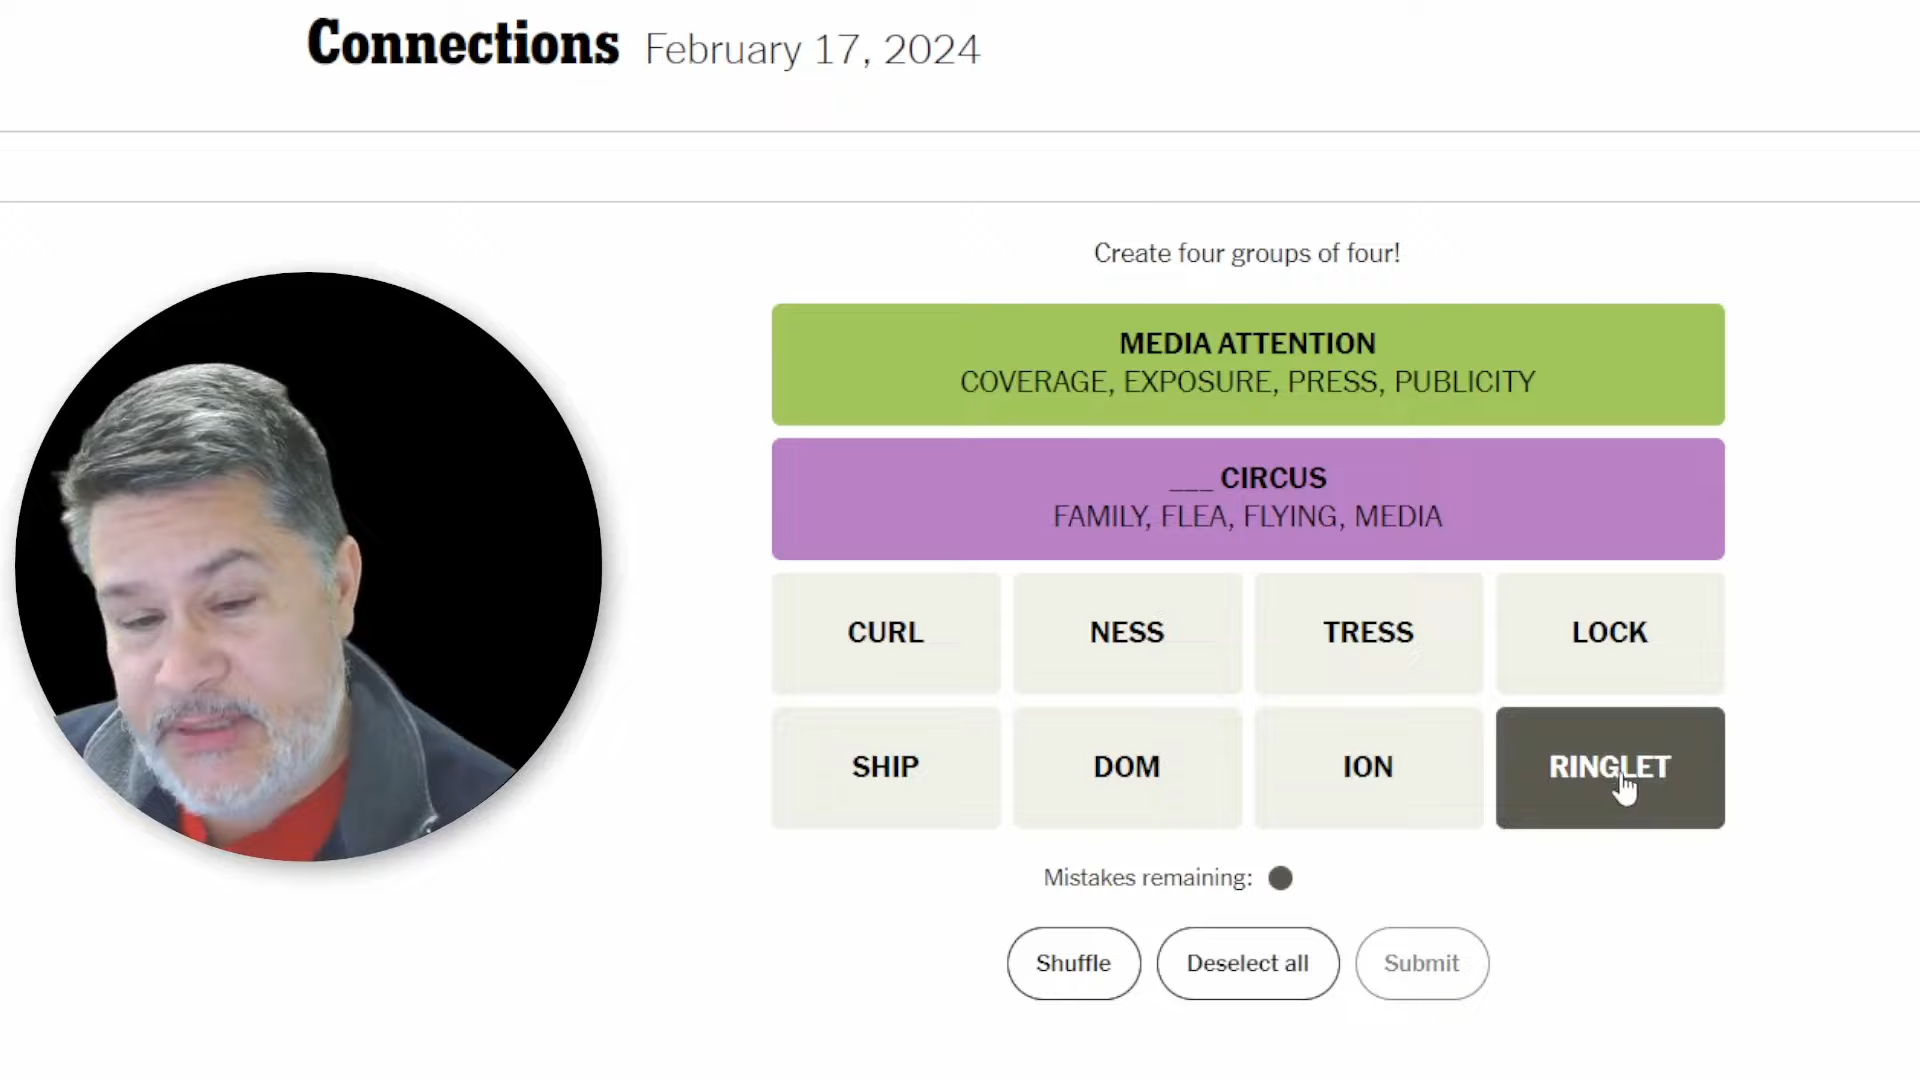 Connections February 17, 2024
Create four groups of four!
MEDIA ATTENTION
COVERAGE, EXPOSURE, PRESS, PUBLICITY
___ CIRCUS
FAMILY, FLEA, FLYING, MEDIA
CURL NESS TRESS LOCK
SHIP DOM ION RINGLET
Mistakes remaining:
Shuffle Deselect all Submit